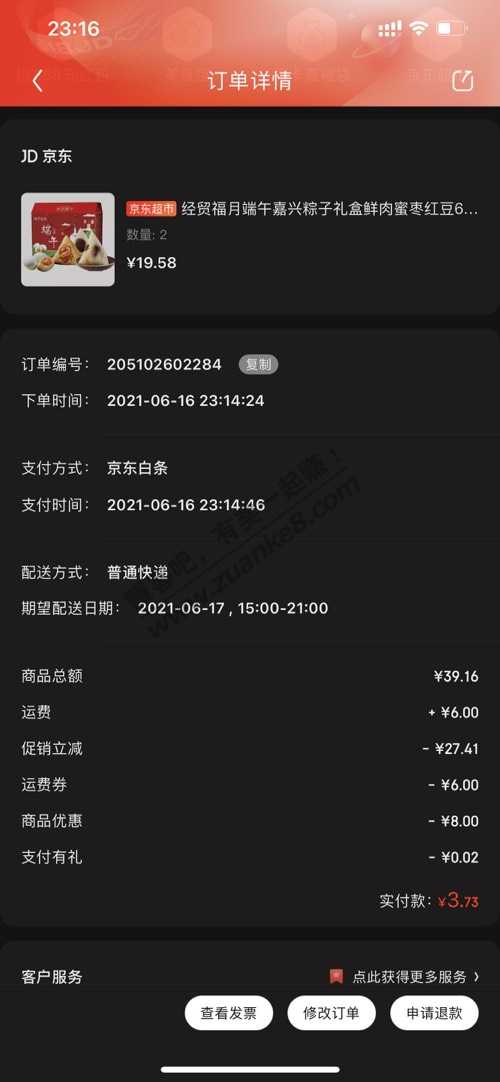 23:16
订单详情
JD 京东
京东超市 经贸福月端午嘉兴粽子礼盒鲜肉蜜枣红豆6...
数量: 2
¥19.58
端午
订单编号： 205102602284 复制
下单时间： 2021-06-16 23:14:24
支付方式： 京东白条
支付时间： 2021-06-16 23:14:46
配送方式： 普通快递
期望配送日期： 2021-06-17 , 15:00-21:00
商品总额 ¥39.16
运费 + ¥6.00
促销立减 - ¥27.41
运费券 - ¥6.00
商品优惠 - ¥8.00
支付有礼 - ¥0.02
实付款： ¥3.73
客户服务 点此获得更多服务 ›
查看发票 修改订单 申请退款
有奖一起赚！
www.zuanke8.com